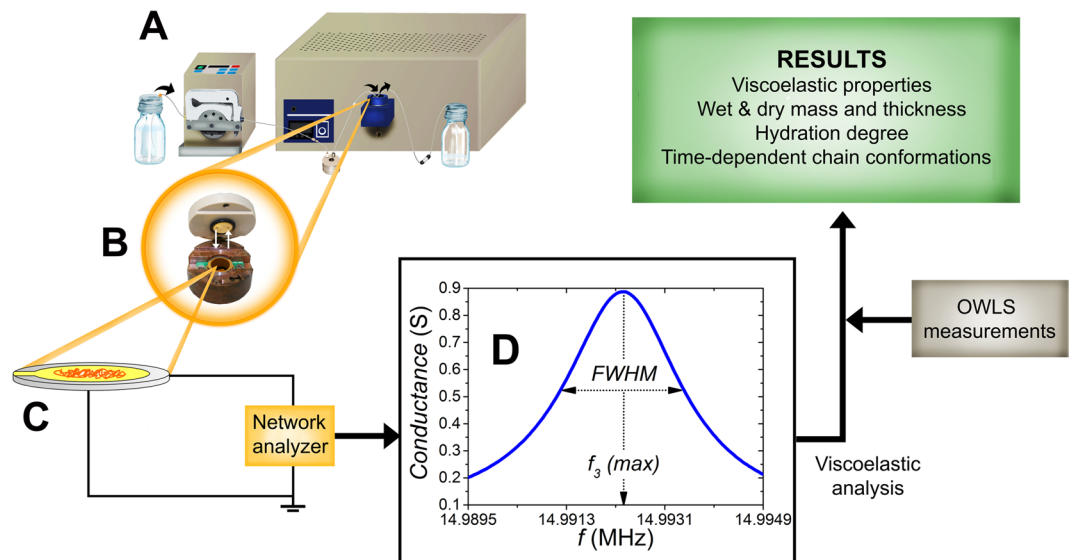 A
RESULTS
Viscoelastic properties
Wet & dry mass and thickness
Hydration degree
Time-dependent chain conformations
B
OWLS
measurements
C
Network
analyzer
Conductance (S)
0.9
0.8
0.7
0.6
0.5
0.4
0.3
0.2
0.1
D
FWHM
f3 (max)
14.9895
14.9913
14.9931
14.9949
f (MHz)
Viscoelastic
analysis